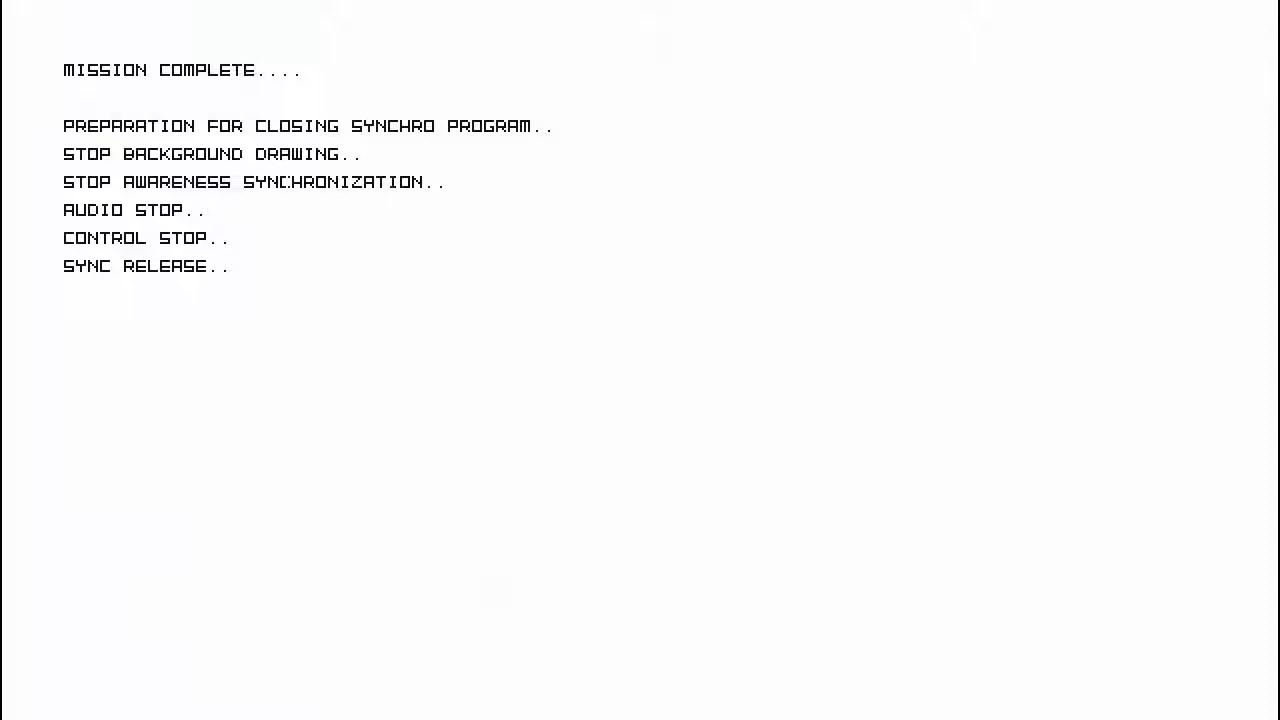 MISSION COMPLETE....
PREPARATION FOR CLOSING SYNCHRO PROGRAM..
STOP BACKGROUND DRAWING..
STOP AWARENESS SYNCHRONIZATION..
AUDIO STOP..
CONTROL STOP..
SYNC RELEASE..